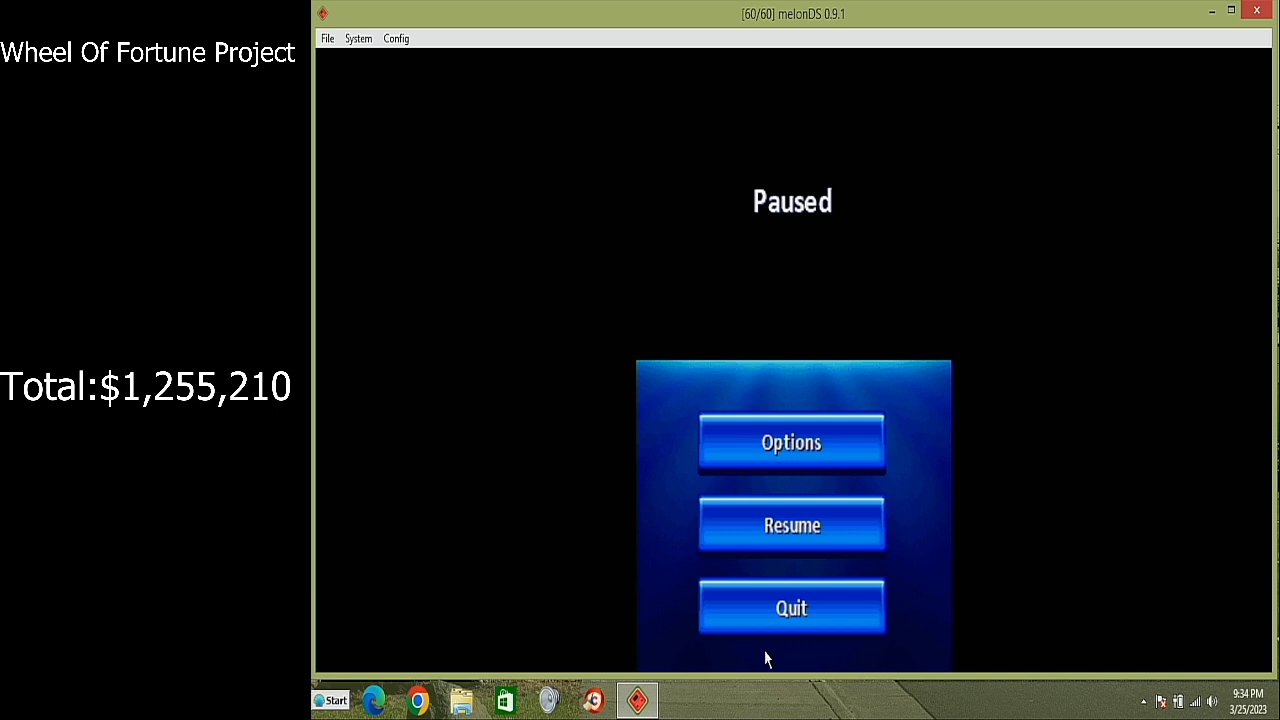 Wheel Of Fortune Project
Total:$1,255,210
[60/60] melonDS 0.9.1
File System Config
Paused
Options
Resume
Quit
Start
9:34 PM
3/25/2023